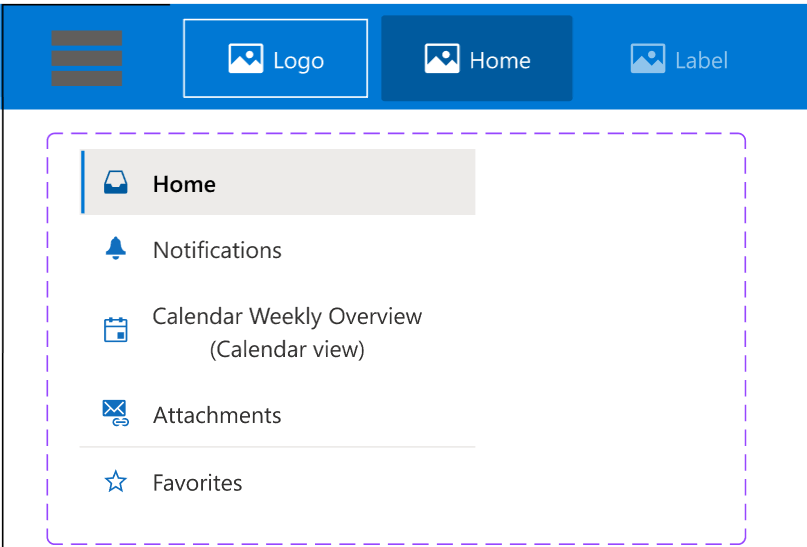 Logo
Home
Label
Home
Notifications
Calendar Weekly Overview
(Calendar view)
Attachments
Favorites